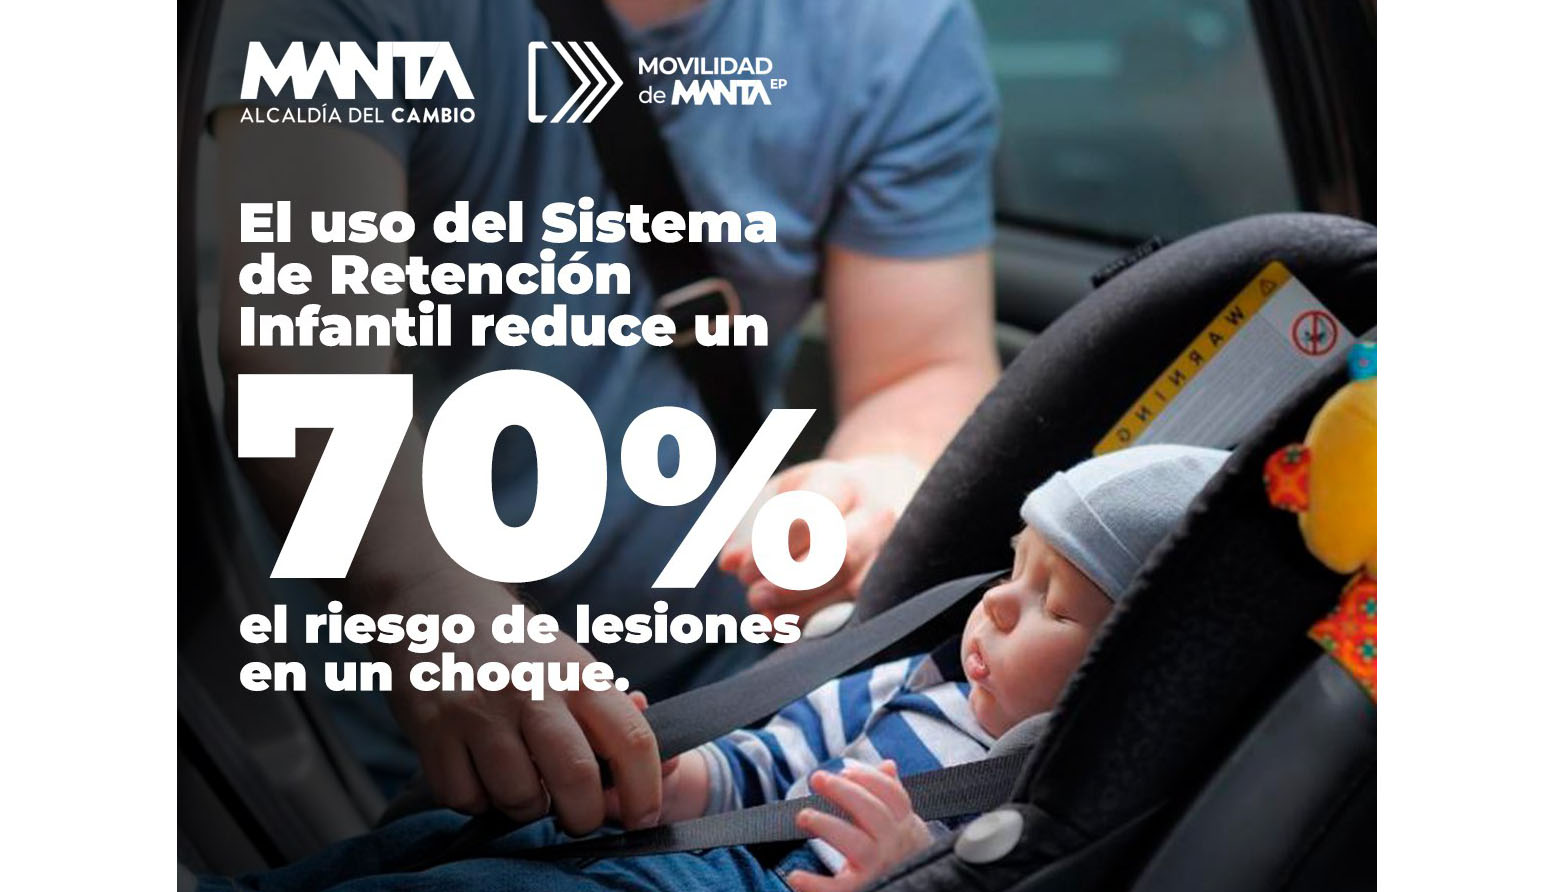 MANTA
ALCALDÍA DEL CAMBIO
MOVILIDAD
de MANTA EP
El uso del Sistema
de Retención
Infantil reduce un
70%
el riesgo de lesiones
en un choque.
WARNING